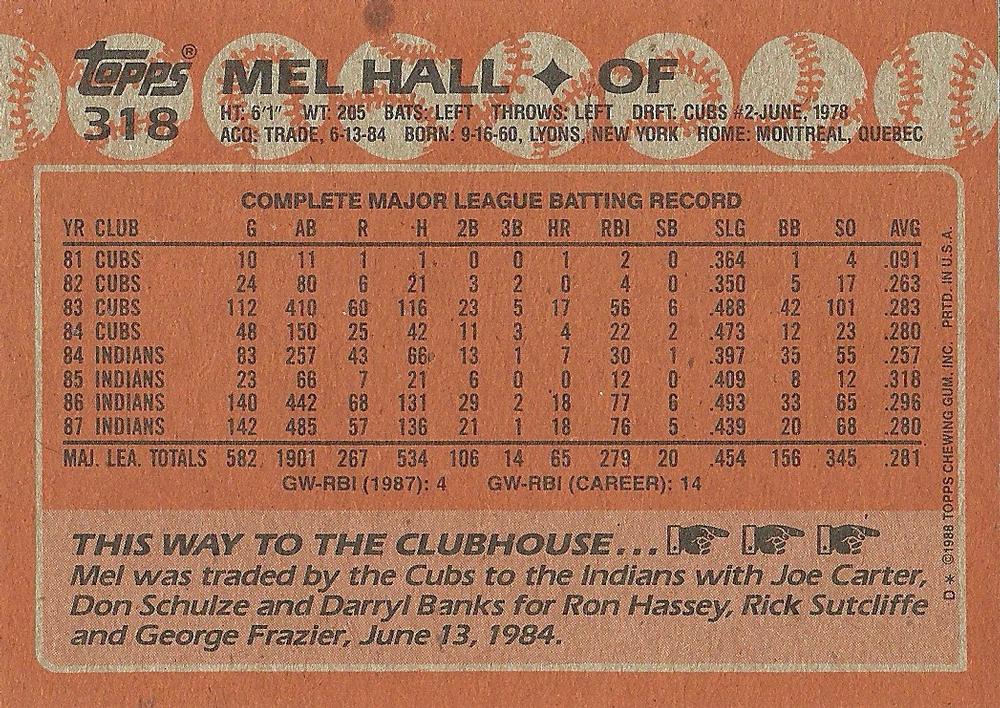 Topps® MEL HALL ✦ OF
318 HT: 6'1" WT: 205 BATS: LEFT THROWS: LEFT DRFT: CUBS #2-JUNE, 1978
ACQ: TRADE, 6-13-84 BORN: 9-16-60, LYONS, NEW YORK HOME: MONTREAL, QUEBEC
COMPLETE MAJOR LEAGUE BATTING RECORD
YR CLUB G AB R H 2B 3B HR RBI SB SLG BB SO AVG
81 CUBS 10 11 1 1 0 0 1 2 0 .364 1 4 .091
82 CUBS 24 80 6 21 3 2 0 4 0 .350 5 17 .263
83 CUBS 112 410 60 116 23 5 17 56 6 .488 42 101 .283
84 CUBS 48 150 25 42 11 3 4 22 2 .473 12 23 .280
84 INDIANS 83 257 43 66 13 1 7 30 1 .397 35 55 .257
85 INDIANS 23 66 7 21 6 0 0 12 0 .409 8 12 .318
86 INDIANS 140 442 68 131 29 2 18 77 6 .493 33 65 .296
87 INDIANS 142 485 57 136 21 1 18 76 5 .439 20 68 .280
MAJ. LEA. TOTALS 582 1901 267 534 106 14 65 279 20 .454 156 345 .281
GW-RBI (1987): 4 GW-RBI (CAREER): 14
THIS WAY TO THE CLUBHOUSE...
Mel was traded by the Cubs to the Indians with Joe Carter,
Don Schulze and Darryl Banks for Ron Hassey, Rick Sutcliffe
and George Frazier, June 13, 1984.
D * ©1988 TOPPS CHEWING GUM, INC. PRTD. IN U.S.A.